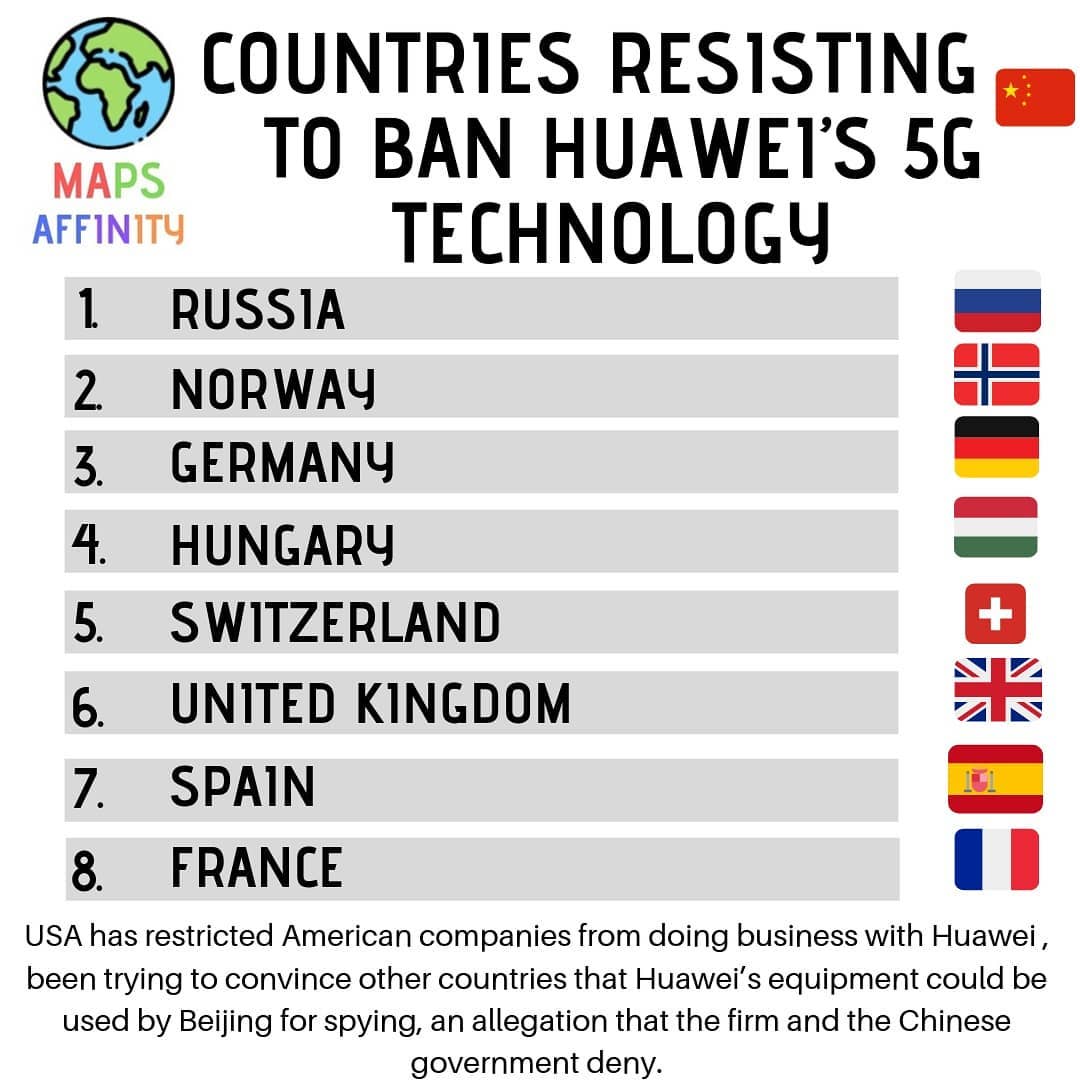 COUNTRIES RESISTING
TO BAN HUAWEI'S 5G
TECHNOLOGY
MAPS
AFFINITY
1. RUSSIA
2. NORWAY
3. GERMANY
4. HUNGARY
5. SWITZERLAND
6. UNITED KINGDOM
7. SPAIN
8. FRANCE
USA has restricted American companies from doing business with Huawei ,
been trying to convince other countries that Huawei’s equipment could be
used by Beijing for spying, an allegation that the firm and the Chinese
government deny.